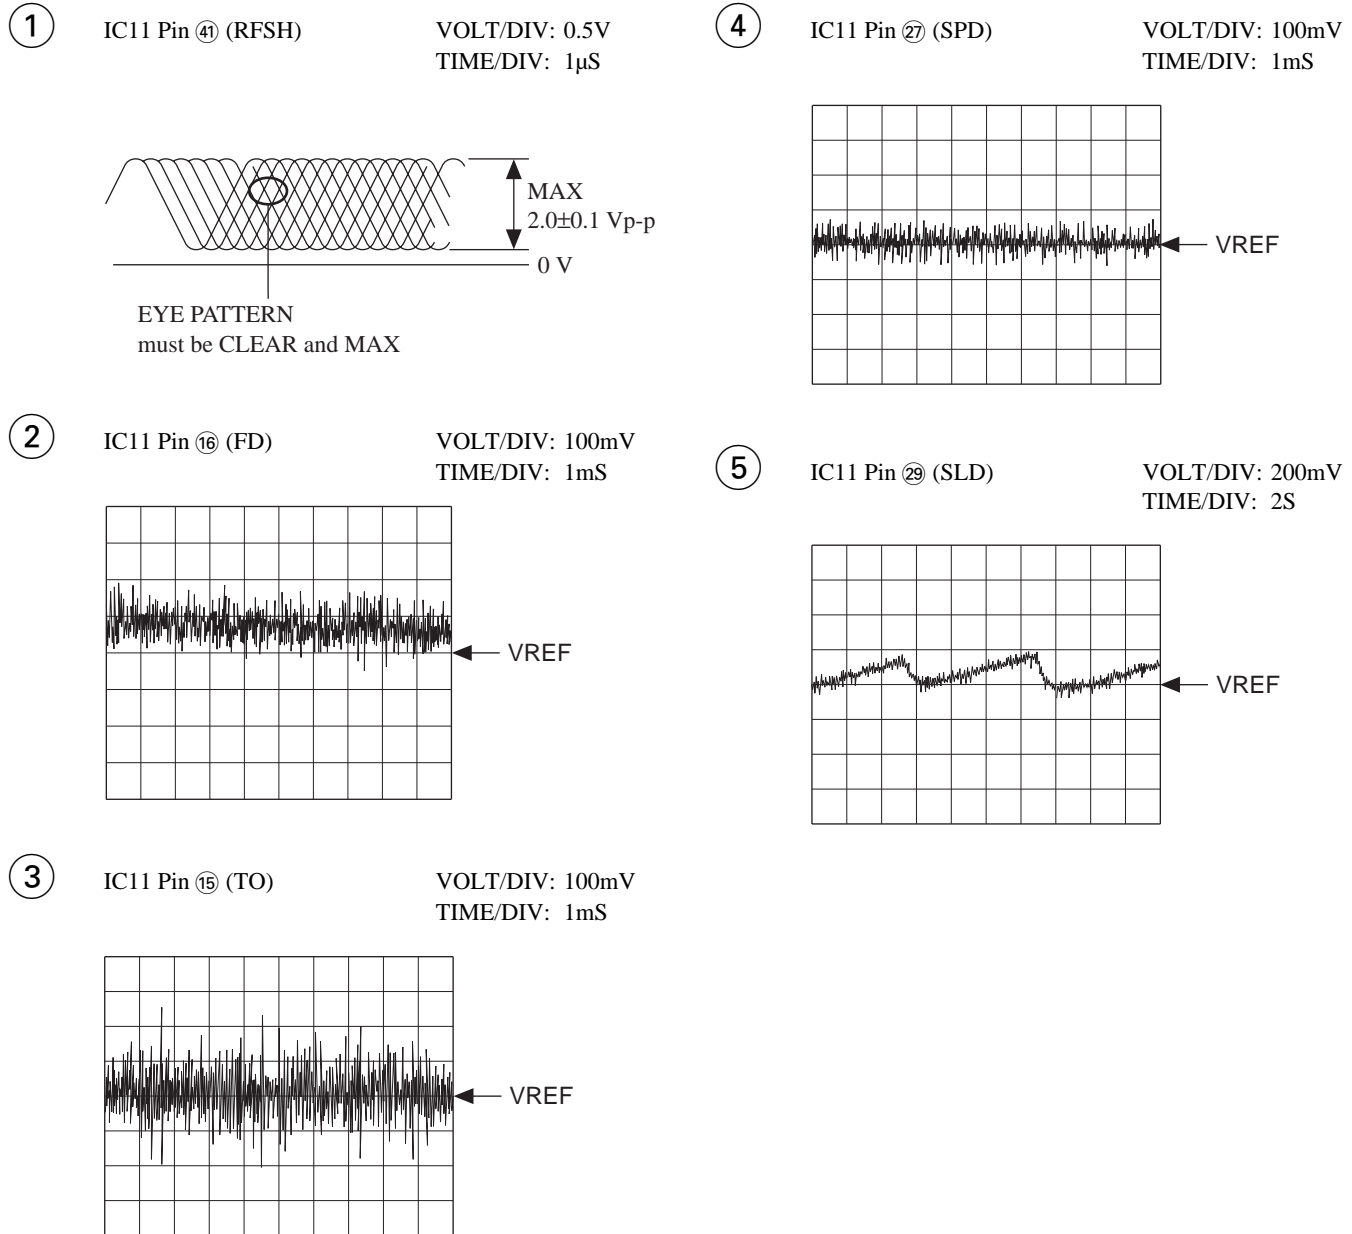 1
IC11 Pin ㊶ (RFSH)
VOLT/DIV: 0.5V
TIME/DIV: 1µS
MAX
2.0±0.1 Vp-p
0 V
EYE PATTERN
must be CLEAR and MAX
2
IC11 Pin ⑯ (FD)
VOLT/DIV: 100mV
TIME/DIV: 1mS
VREF
3
IC11 Pin ⑮ (TO)
VOLT/DIV: 100mV
TIME/DIV: 1mS
VREF
4
IC11 Pin ㉗ (SPD)
VOLT/DIV: 100mV
TIME/DIV: 1mS
VREF
5
IC11 Pin ㉙ (SLD)
VOLT/DIV: 200mV
TIME/DIV: 2S
VREF